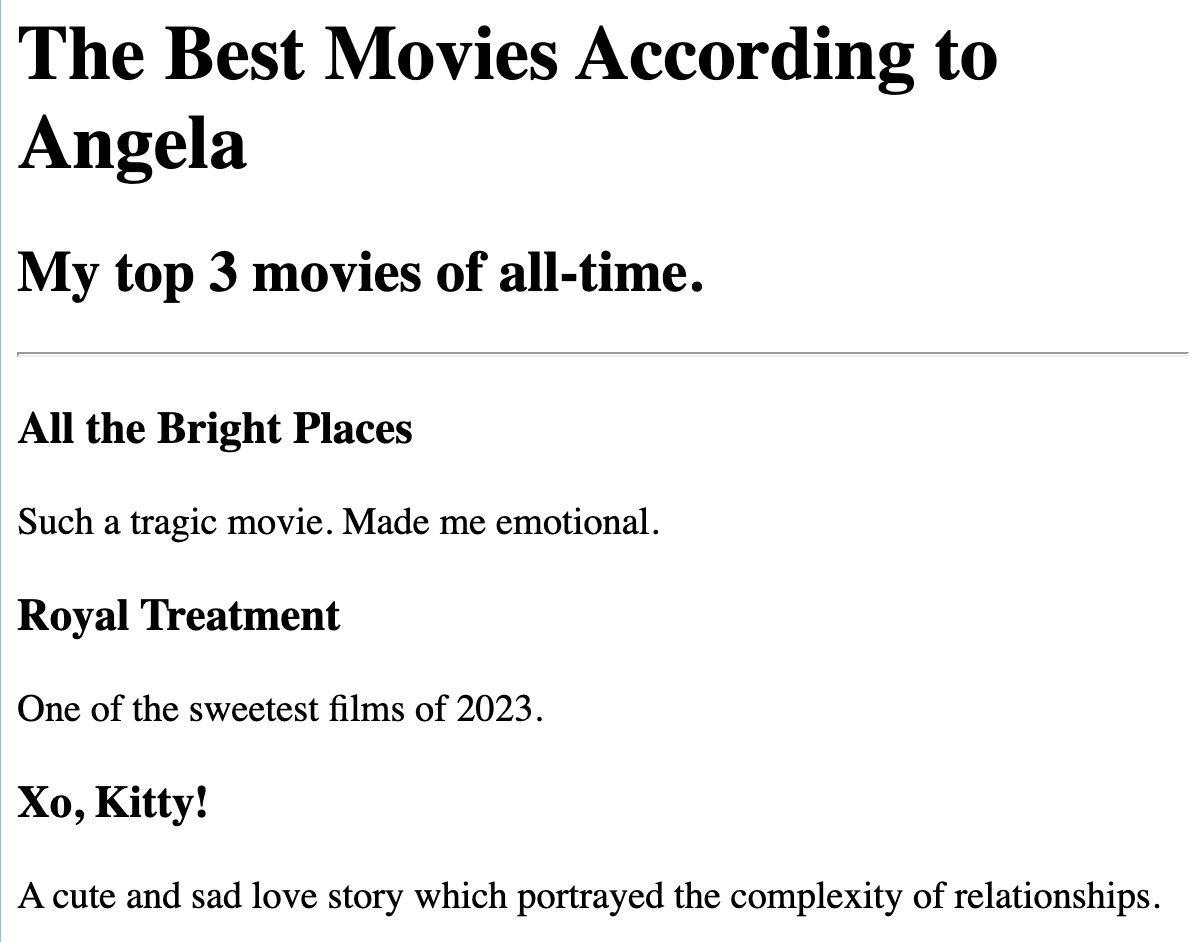 The Best Movies According to
Angela
My top 3 movies of all-time.
All the Bright Places
Such a tragic movie. Made me emotional.
Royal Treatment
One of the sweetest films of 2023.
Xo, Kitty!
A cute and sad love story which portrayed the complexity of relationships.